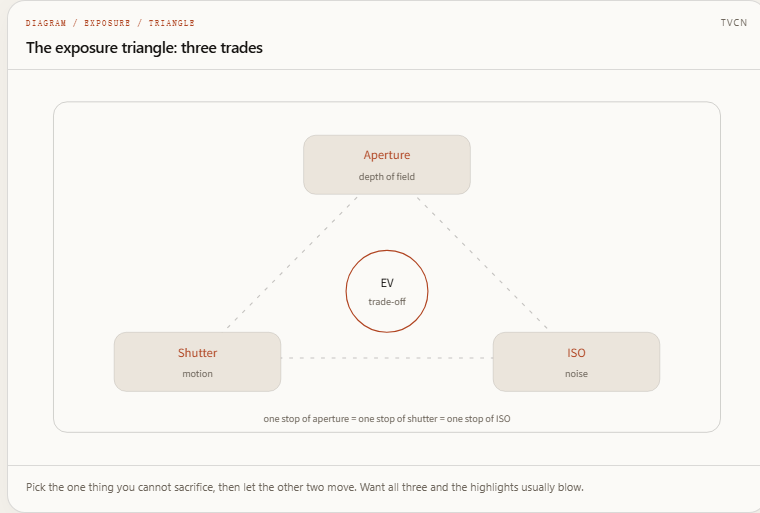 DIAGRAM / EXPOSURE / TRIANGLE
TVCN
The exposure triangle: three trades
Aperture
depth of field
EV
trade-off
Shutter
motion
ISO
noise
one stop of aperture = one stop of shutter = one stop of ISO
Pick the one thing you cannot sacrifice, then let the other two move. Want all three and the highlights usually blow.